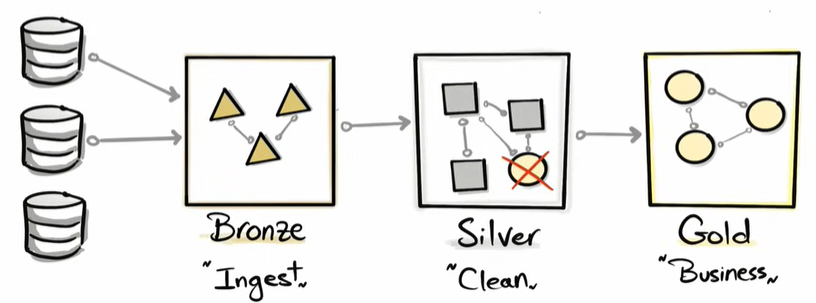 Bronze
"Ingest"
Silver
"Clean"
Gold
"Business"